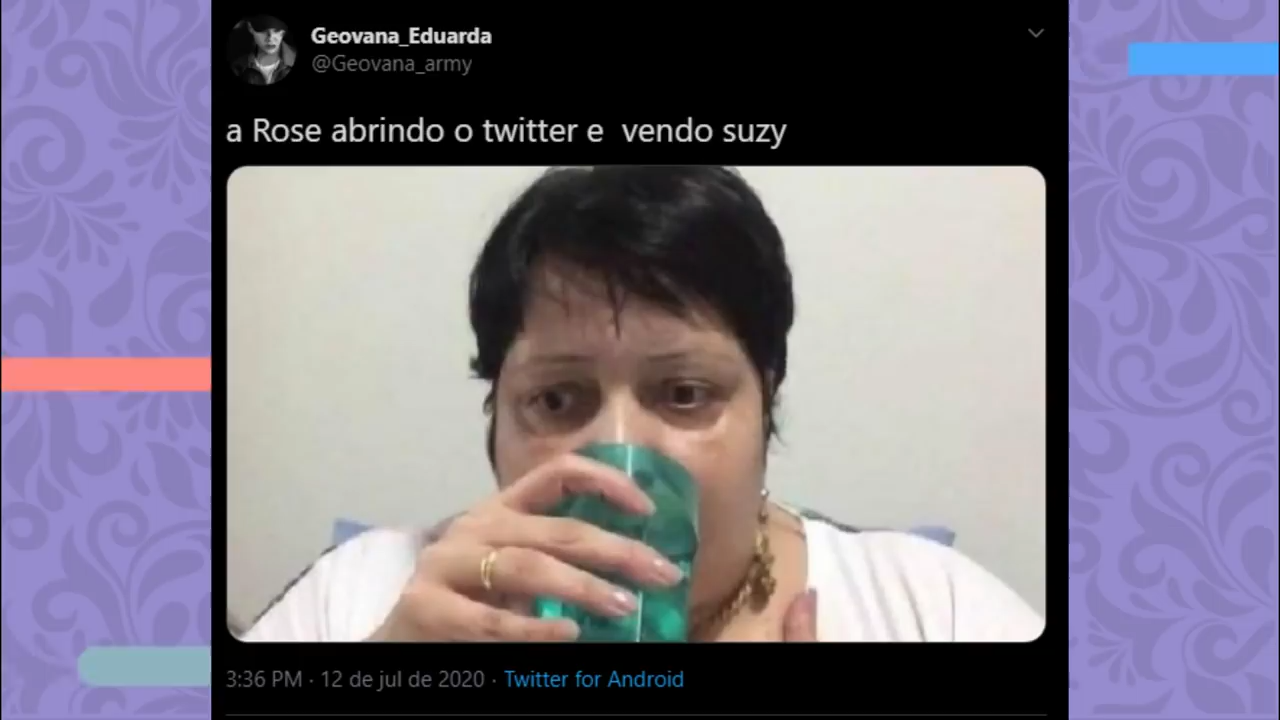 Geovana_Eduarda
@Geovana_army
a Rose abrindo o twitter e  vendo suzy
3:36 PM · 12 de jul de 2020 · Twitter for Android